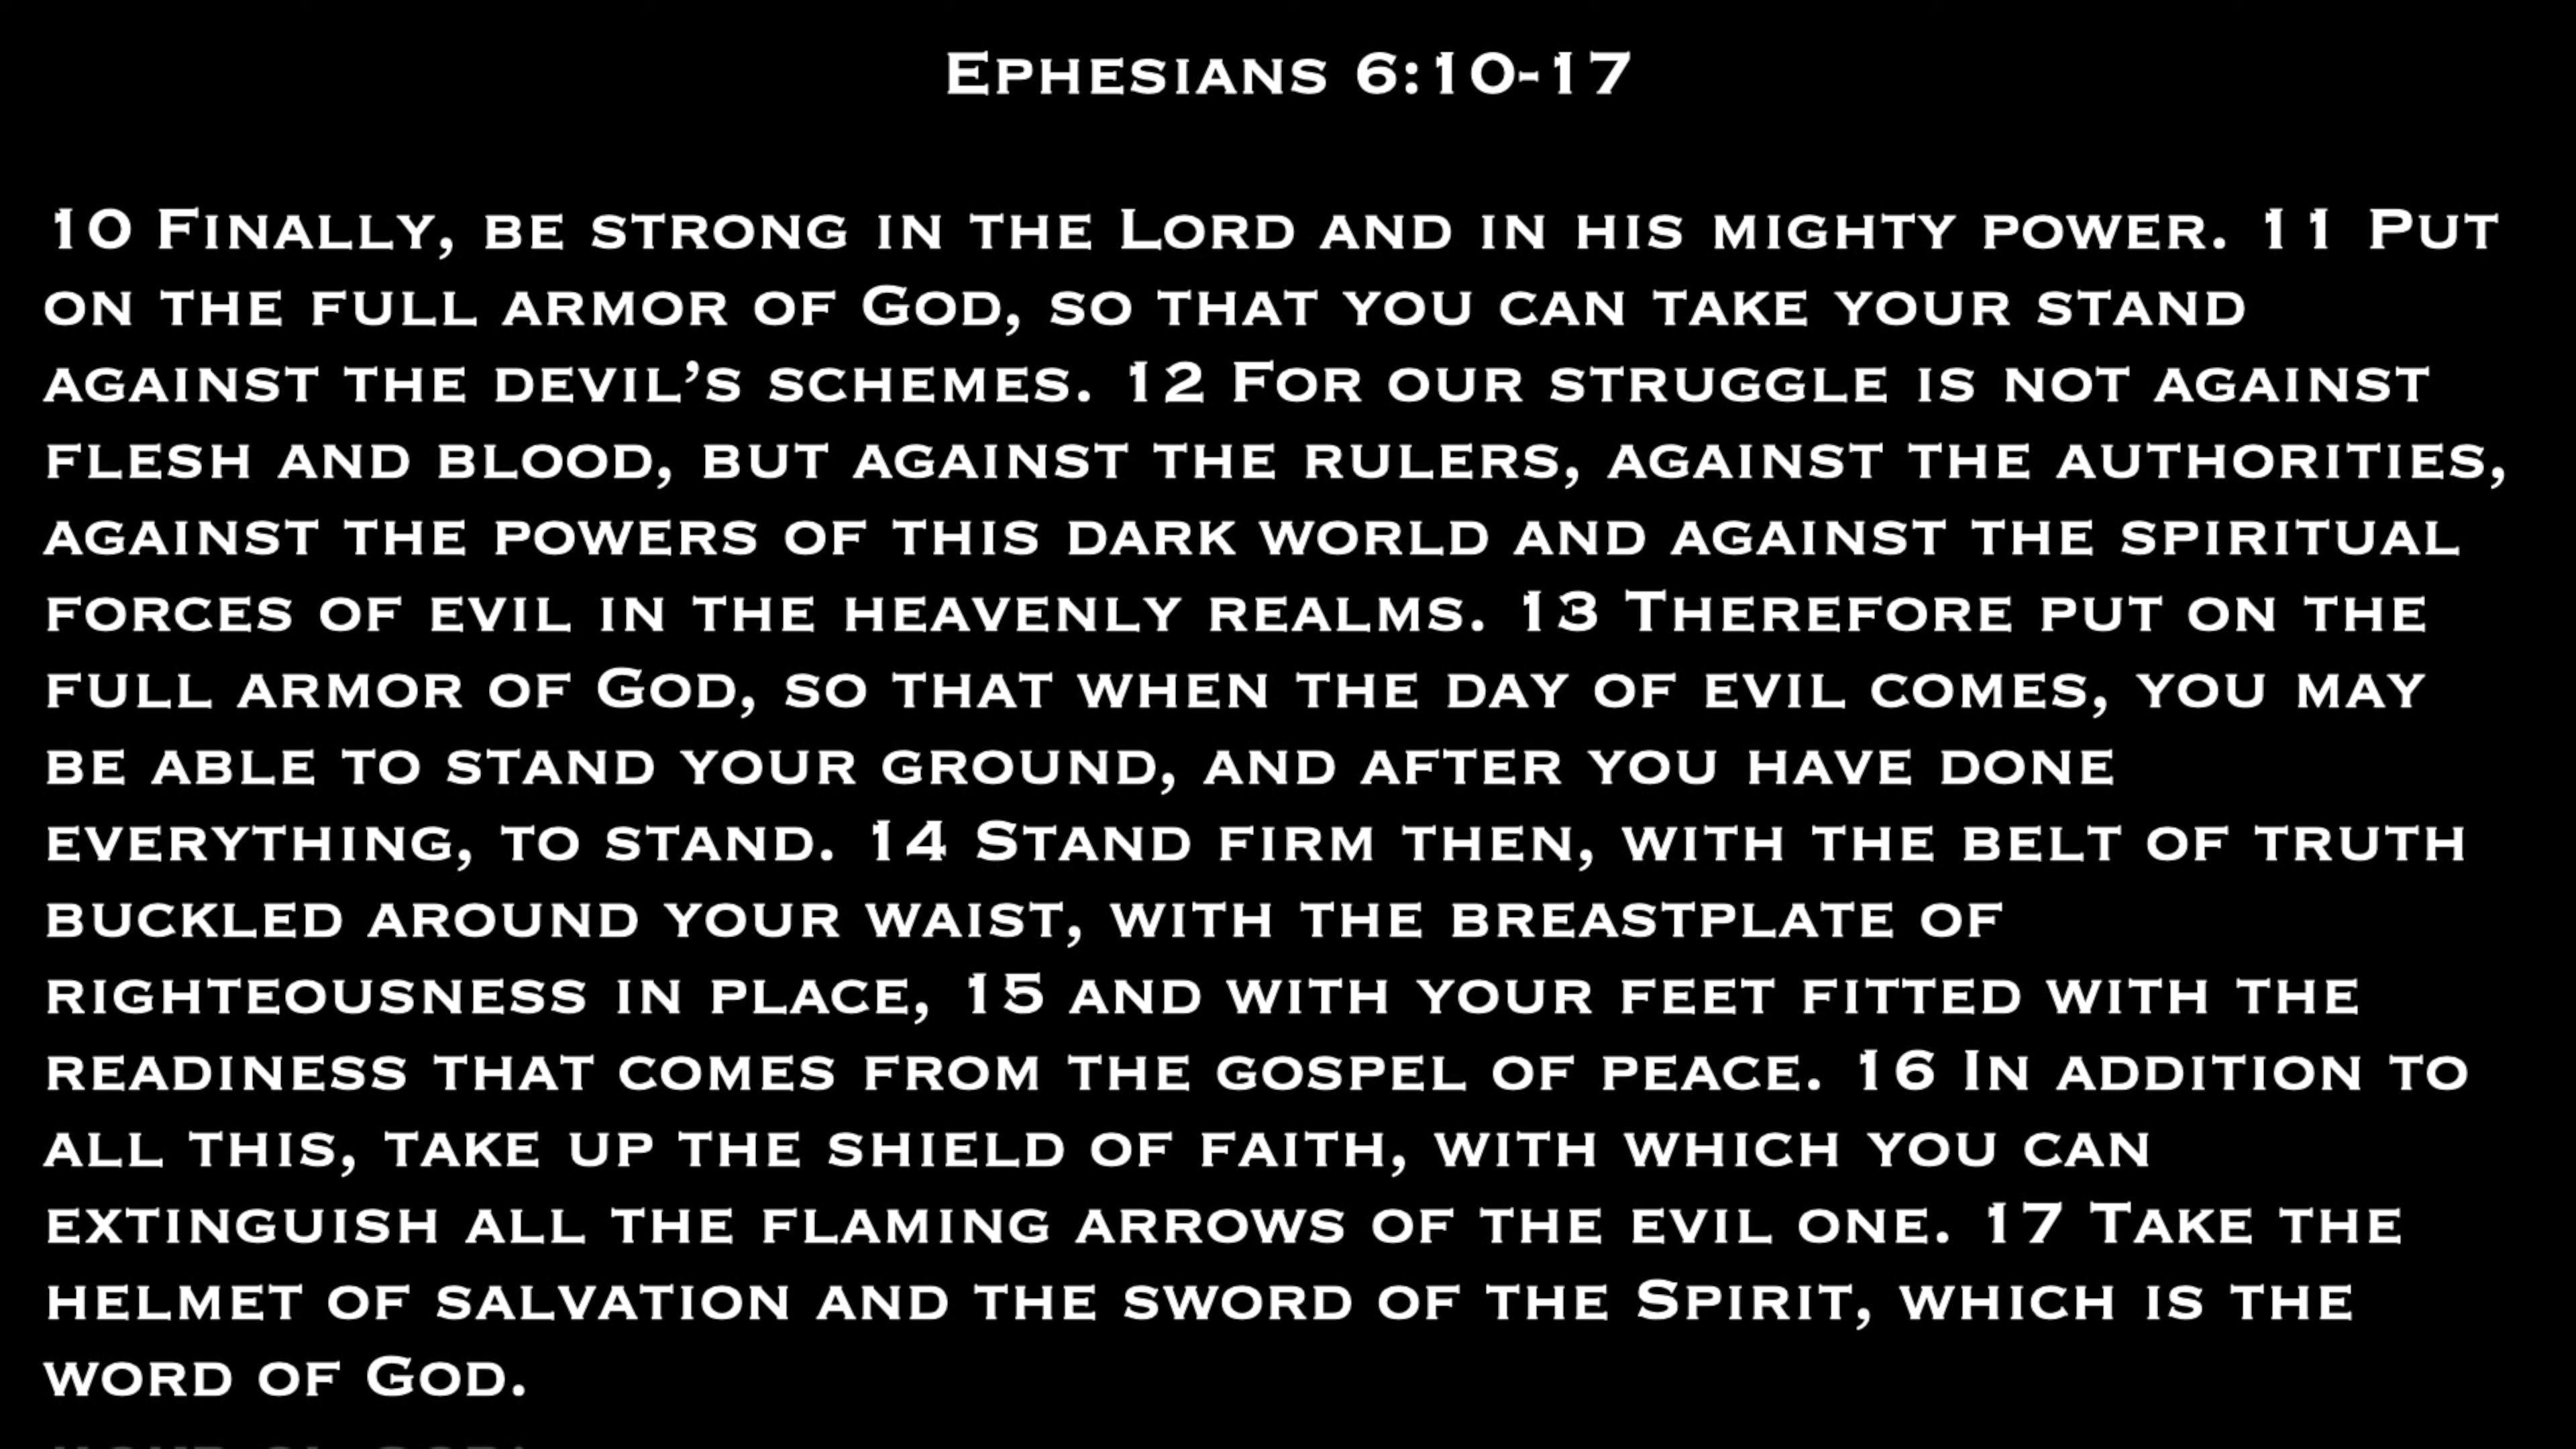 Ephesians 6:10-17
10 Finally, be strong in the Lord and in his mighty power. 11 Put
on the full armor of God, so that you can take your stand
against the devil’s schemes. 12 For our struggle is not against
flesh and blood, but against the rulers, against the authorities,
against the powers of this dark world and against the spiritual
forces of evil in the heavenly realms. 13 Therefore put on the
full armor of God, so that when the day of evil comes, you may
be able to stand your ground, and after you have done
everything, to stand. 14 Stand firm then, with the belt of truth
buckled around your waist, with the breastplate of
righteousness in place, 15 and with your feet fitted with the
readiness that comes from the gospel of peace. 16 In addition to
all this, take up the shield of faith, with which you can
extinguish all the flaming arrows of the evil one. 17 Take the
helmet of salvation and the sword of the Spirit, which is the
word of God.